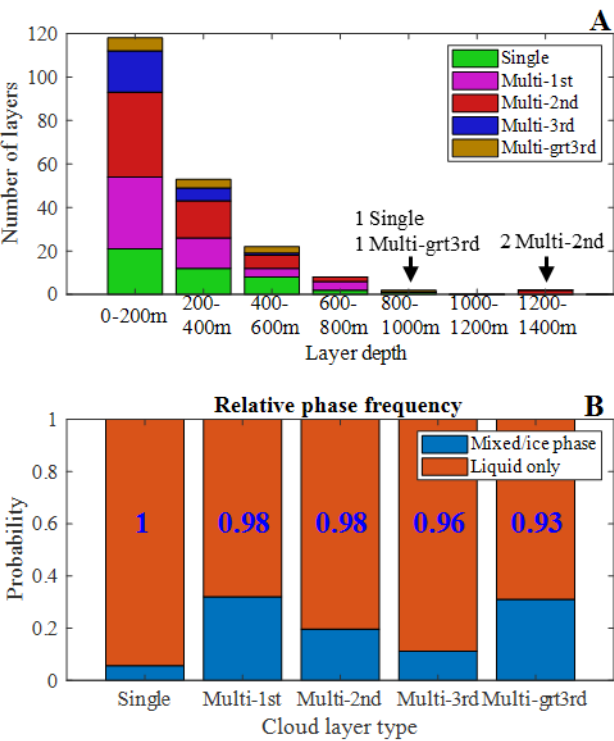 A
120
100
80
60
40
20
0
Number of layers
Single
Multi-1st
Multi-2nd
Multi-3rd
Multi-grt3rd
1 Single
1 Multi-grt3rd
2 Multi-2nd
0-200m
200-
400m
400-
600m
600-
800m
800-
1000m
1000-
1200m
1200-
1400m
Layer depth
Relative phase frequency
B
1
0.8
0.6
0.4
0.2
0
Probability
Mixed/ice phase
Liquid only
1
0.98
0.98
0.96
0.93
Single
Multi-1st
Multi-2nd
Multi-3rd
Multi-grt3rd
Cloud layer type